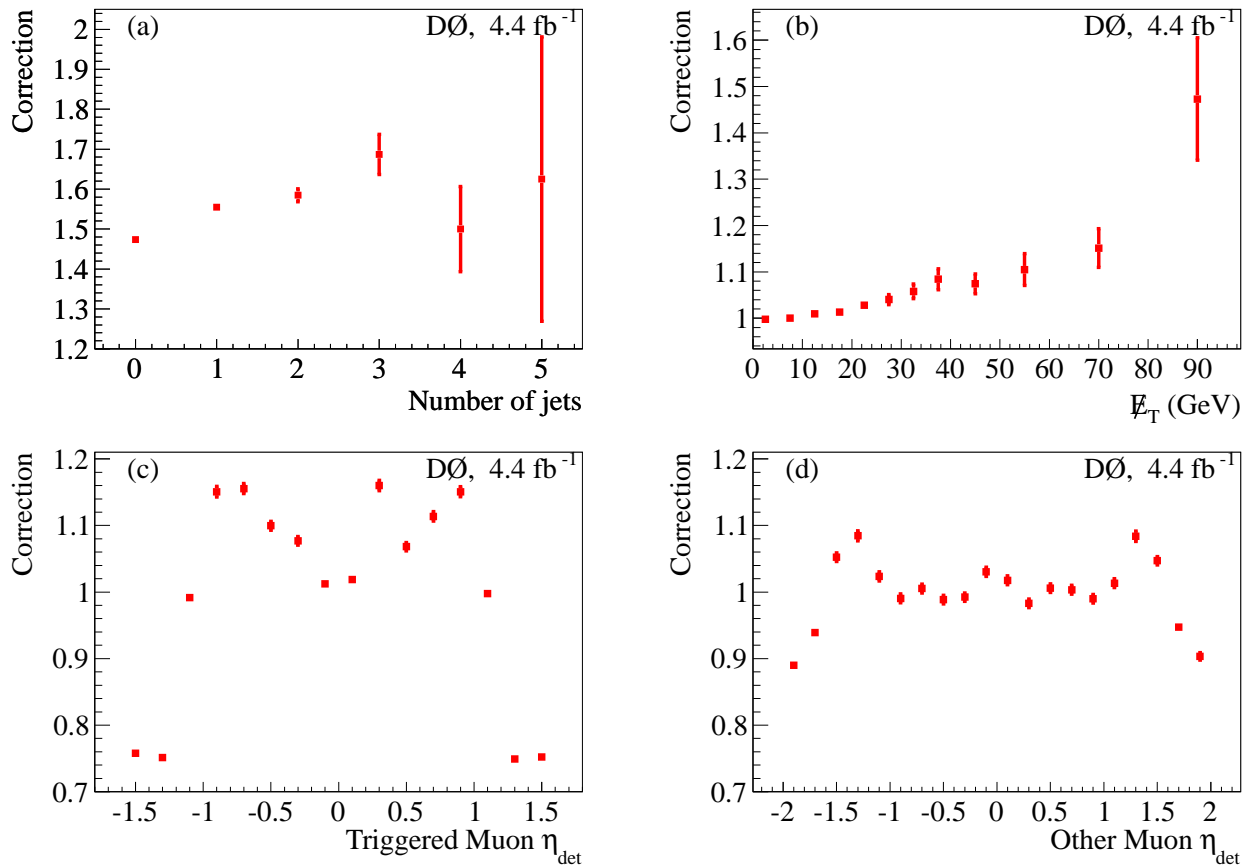 (a) DØ, 4.4 fb⁻¹
Correction
2
1.9
1.8
1.7
1.6
1.5
1.4
1.3
1.2
0 1 2 3 4 5
Number of jets
(b) DØ, 4.4 fb⁻¹
Correction
1.6
1.5
1.4
1.3
1.2
1.1
1
0 10 20 30 40 50 60 70 80 90
E̸_T (GeV)
(c) DØ, 4.4 fb⁻¹
Correction
1.2
1.1
1
0.9
0.8
0.7
-1.5 -1 -0.5 0 0.5 1 1.5
Triggered Muon η_det
(d) DØ, 4.4 fb⁻¹
Correction
1.2
1.1
1
0.9
0.8
0.7
-2 -1.5 -1 -0.5 0 0.5 1 1.5 2
Other Muon η_det